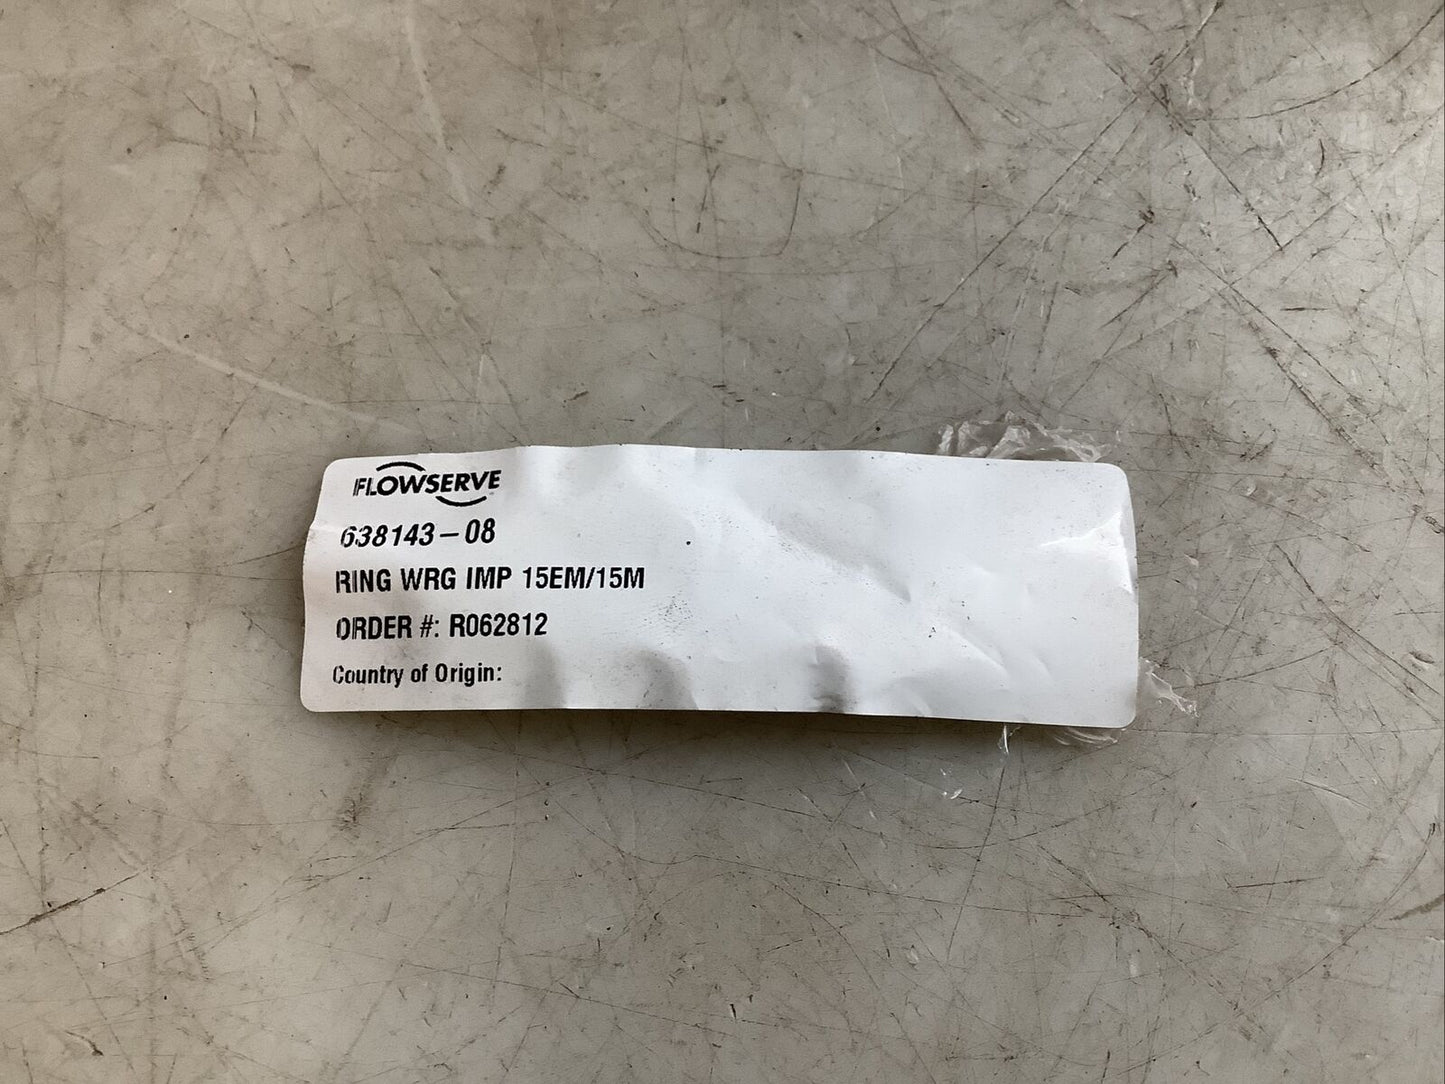 FLOWSERVE
638143-08
RING WRG IMP 15EM/15M
ORDER #: R062812
Country of Origin: